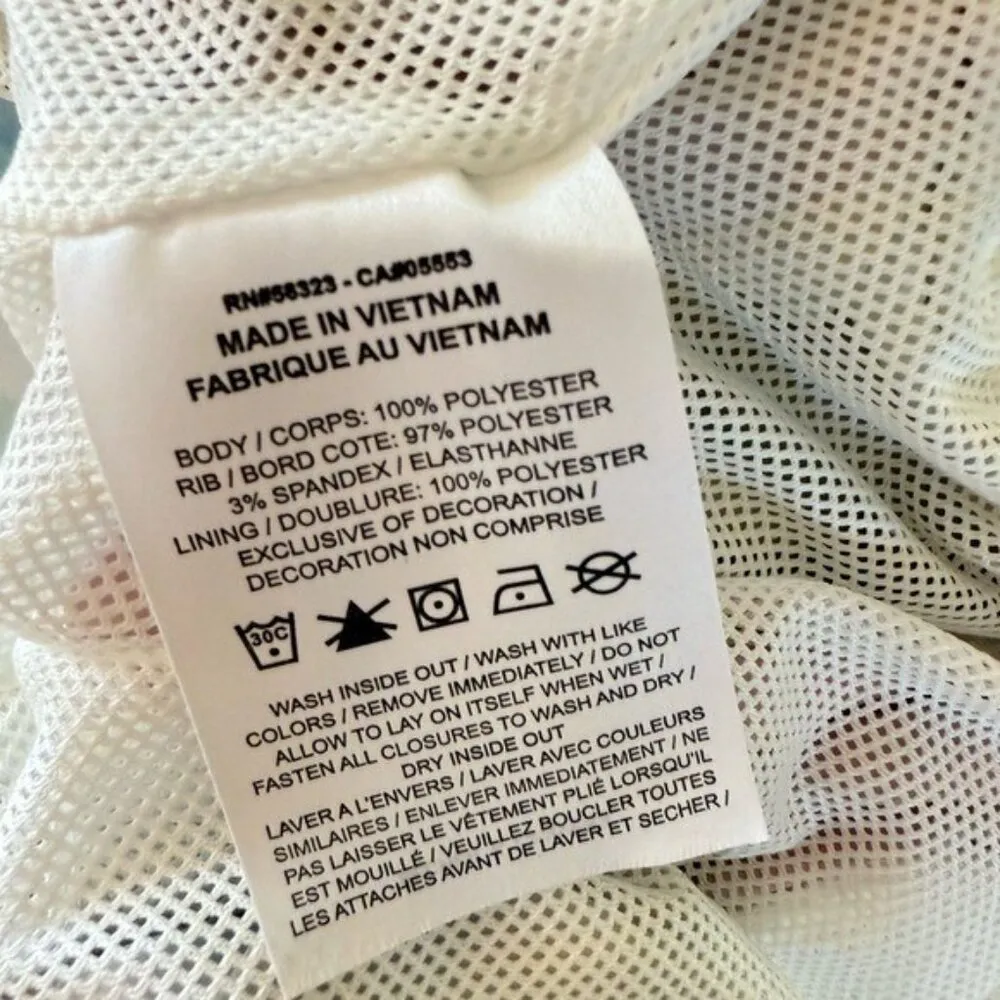 RN#56323 - CA#05553
MADE IN VIETNAM
FABRIQUE AU VIETNAM
BODY / CORPS: 100% POLYESTER
RIB / BORD COTE: 97% POLYESTER
3% SPANDEX / ELASTHANNE
LINING / DOUBLURE: 100% POLYESTER
EXCLUSIVE OF DECORATION /
DECORATION NON COMPRISE
30C
WASH INSIDE OUT / WASH WITH LIKE
COLORS / REMOVE IMMEDIATELY / DO NOT
ALLOW TO LAY ON ITSELF WHEN WET /
FASTEN ALL CLOSURES TO WASH AND DRY /
DRY INSIDE OUT
LAVER A L'ENVERS / LAVER AVEC COULEURS
SIMILAIRES / ENLEVER IMMEDIATEMENT / NE
PAS LAISSER LE VÊTEMENT PLIÉ LORSQU'IL
EST MOUILLÉ / VEUILLEZ BOUCLER TOUTES
LES ATTACHES AVANT DE LAVER ET SECHER /